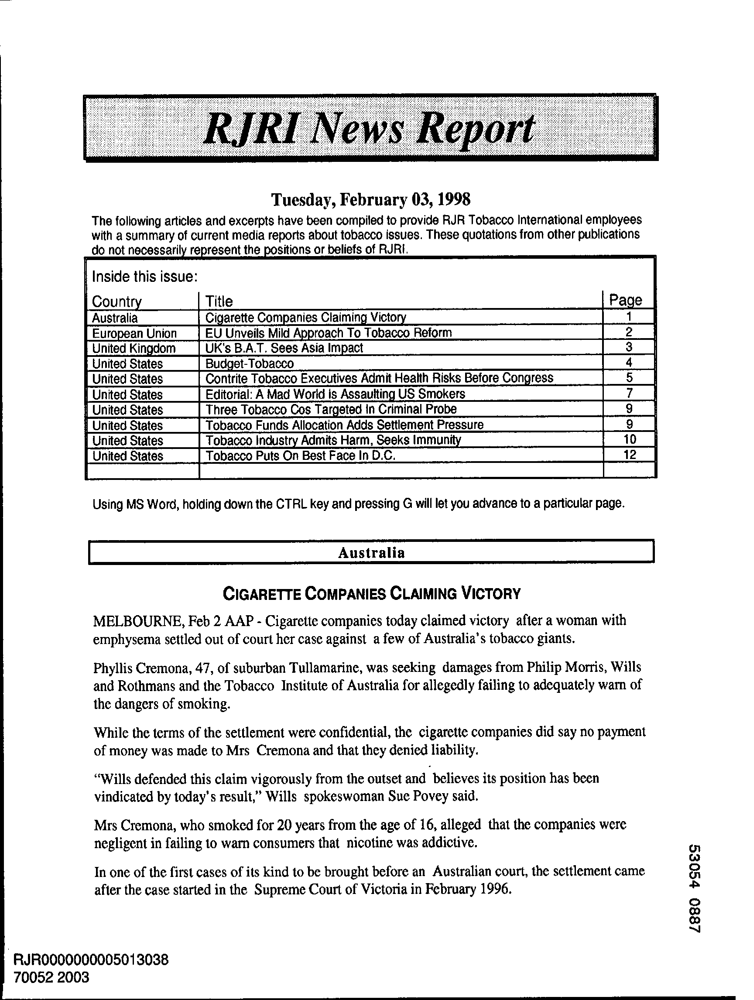 RJRI News Report
Tuesday, February 03, 1998
The following articles and excerpts have been compiled to provide RJR Tobacco International employees
with a summary of current media reports about tobacco issues. These quotations from other publications
do not necessarily represent the positions or beliefs of RJRI.
Inside this issue:
Country Title Page
Australia Cigarette Companies Claiming Victory 1
European Union EU Unveils Mild Approach To Tobacco Reform 2
United Kingdom UK's B.A.T. Sees Asia Impact 3
United States Budget-Tobacco 4
United States Contrite Tobacco Executives Admit Health Risks Before Congress 5
United States Editorial: A Mad World Is Assaulting US Smokers 7
United States Three Tobacco Cos Targeted In Criminal Probe 9
United States Tobacco Funds Allocation Adds Settlement Pressure 9
United States Tobacco Industry Admits Harm, Seeks Immunity 10
United States Tobacco Puts On Best Face In D.C. 12
Using MS Word, holding down the CTRL key and pressing G will let you advance to a particular page.
Australia
CIGARETTE COMPANIES CLAIMING VICTORY
MELBOURNE, Feb 2 AAP - Cigarette companies today claimed victory after a woman with
emphysema settled out of court her case against a few of Australia's tobacco giants.
Phyllis Cremona, 47, of suburban Tullamarine, was seeking damages from Philip Morris, Wills
and Rothmans and the Tobacco Institute of Australia for allegedly failing to adequately warn of
the dangers of smoking.
While the terms of the settlement were confidential, the cigarette companies did say no payment
of money was made to Mrs Cremona and that they denied liability.
"Wills defended this claim vigorously from the outset and believes its position has been
vindicated by today's result," Wills spokeswoman Sue Povey said.
Mrs Cremona, who smoked for 20 years from the age of 16, alleged that the companies were
negligent in failing to warn consumers that nicotine was addictive.
In one of the first cases of its kind to be brought before an Australian court, the settlement came
after the case started in the Supreme Court of Victoria in February 1996.
53054 0887
RJR0000000005013038
70052 2003